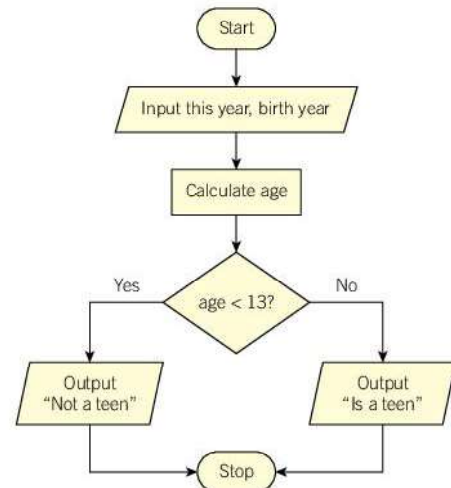 Start
Input this year, birth year
Calculate age
age < 13?
Yes
No
Output
“Not a teen”
Output
“Is a teen”
Stop